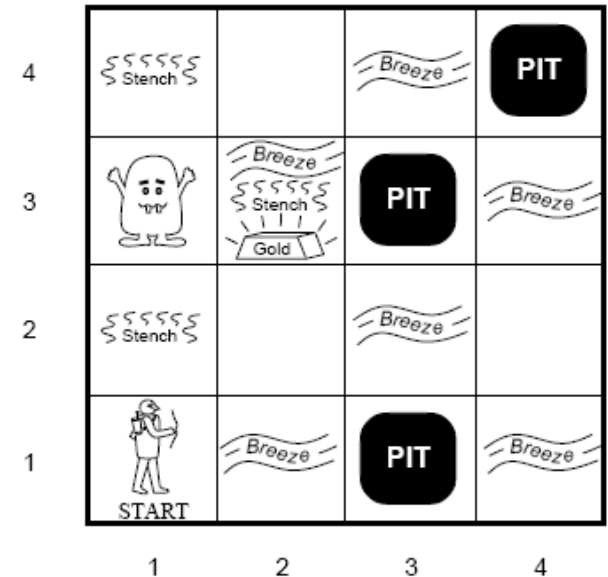 4
Stench
Breeze
PIT
3
Breeze
Stench
Gold
PIT
Breeze
2
Stench
Breeze
1
START
Breeze
PIT
Breeze
1 2 3 4